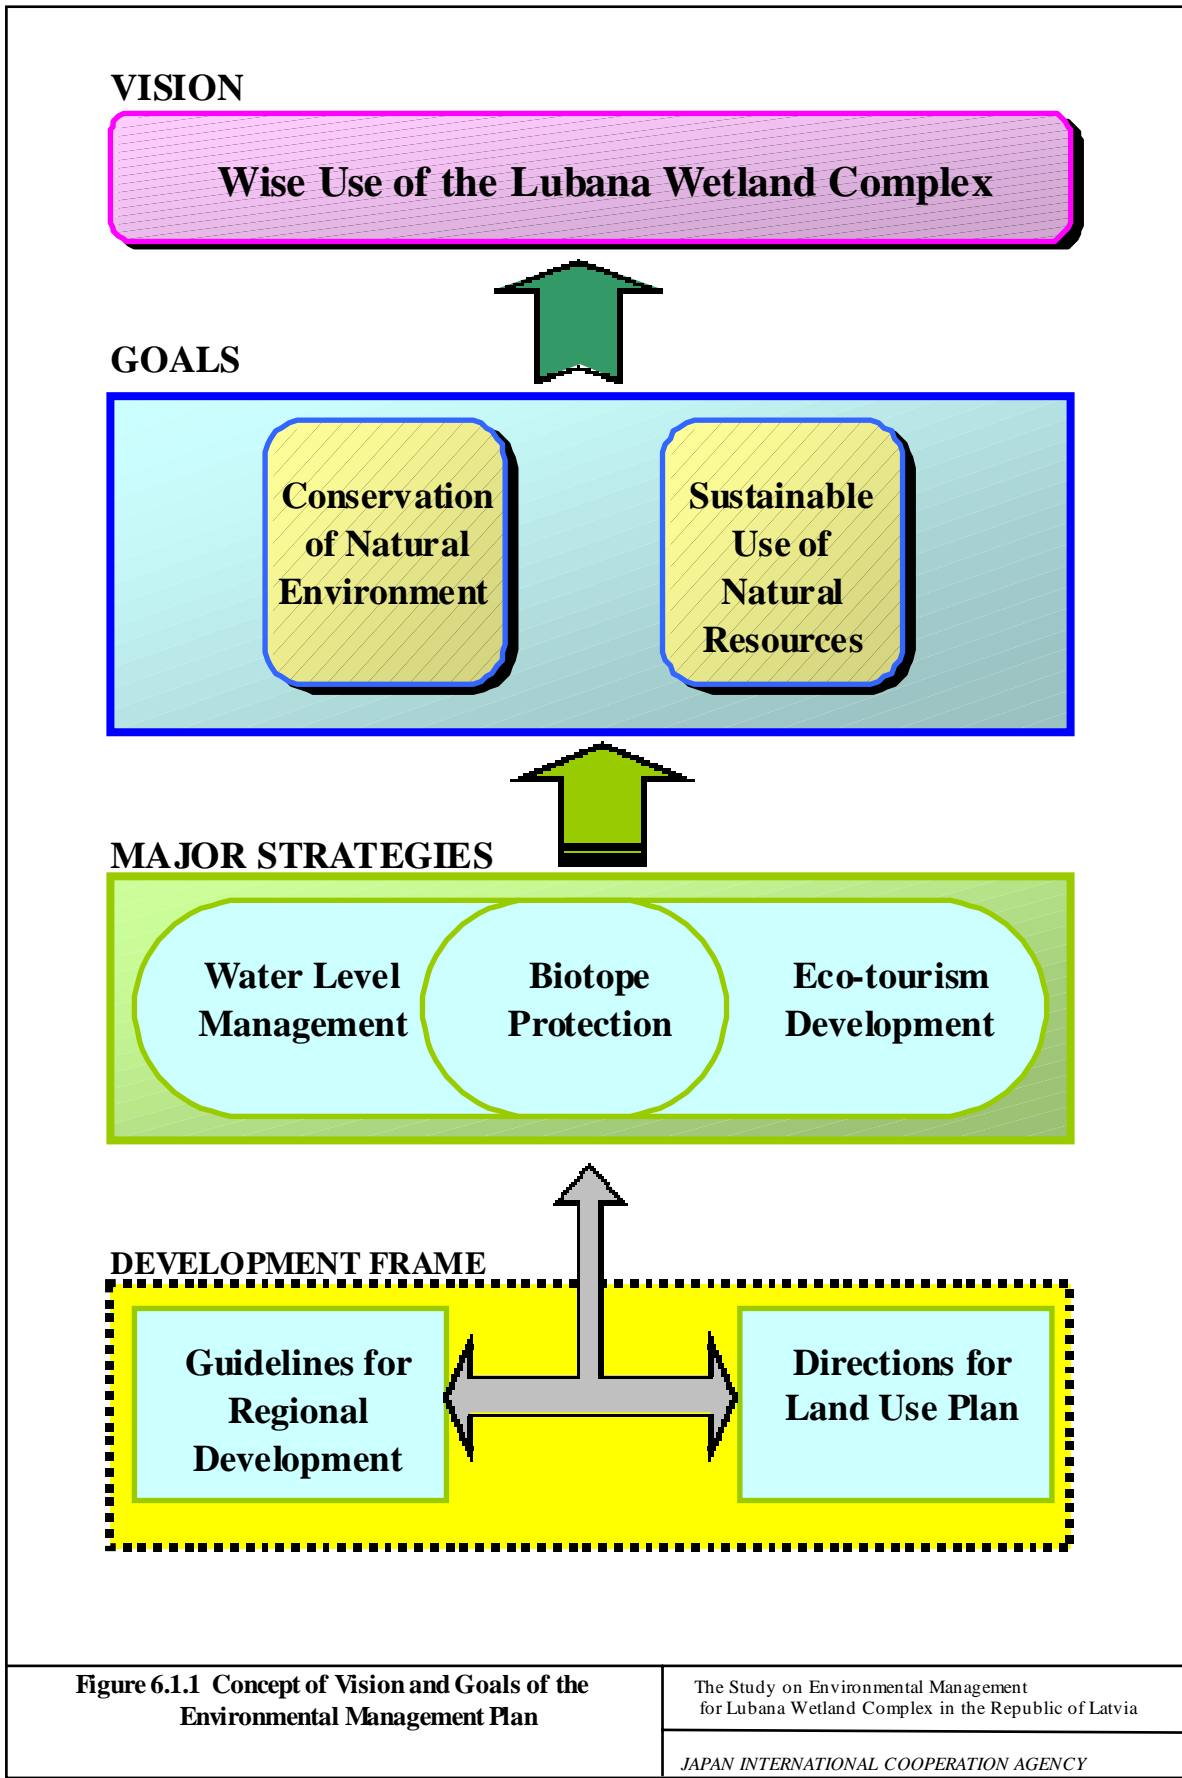 VISION
Wise Use of the Lubana Wetland Complex
GOALS
Conservation
of Natural
Environment
Sustainable
Use of
Natural
Resources
MAJOR STRATEGIES
Water Level
Management
Biotope
Protection
Eco-tourism
Development
DEVELOPMENT FRAME
Guidelines for
Regional
Development
Directions for
Land Use Plan
Figure 6.1.1 Concept of Vision and Goals of the
Environmental Management Plan
The Study on Environmental Management
for Lubana Wetland Complex in the Republic of Latvia
JAPAN INTERNATIONAL COOPERATION AGENCY